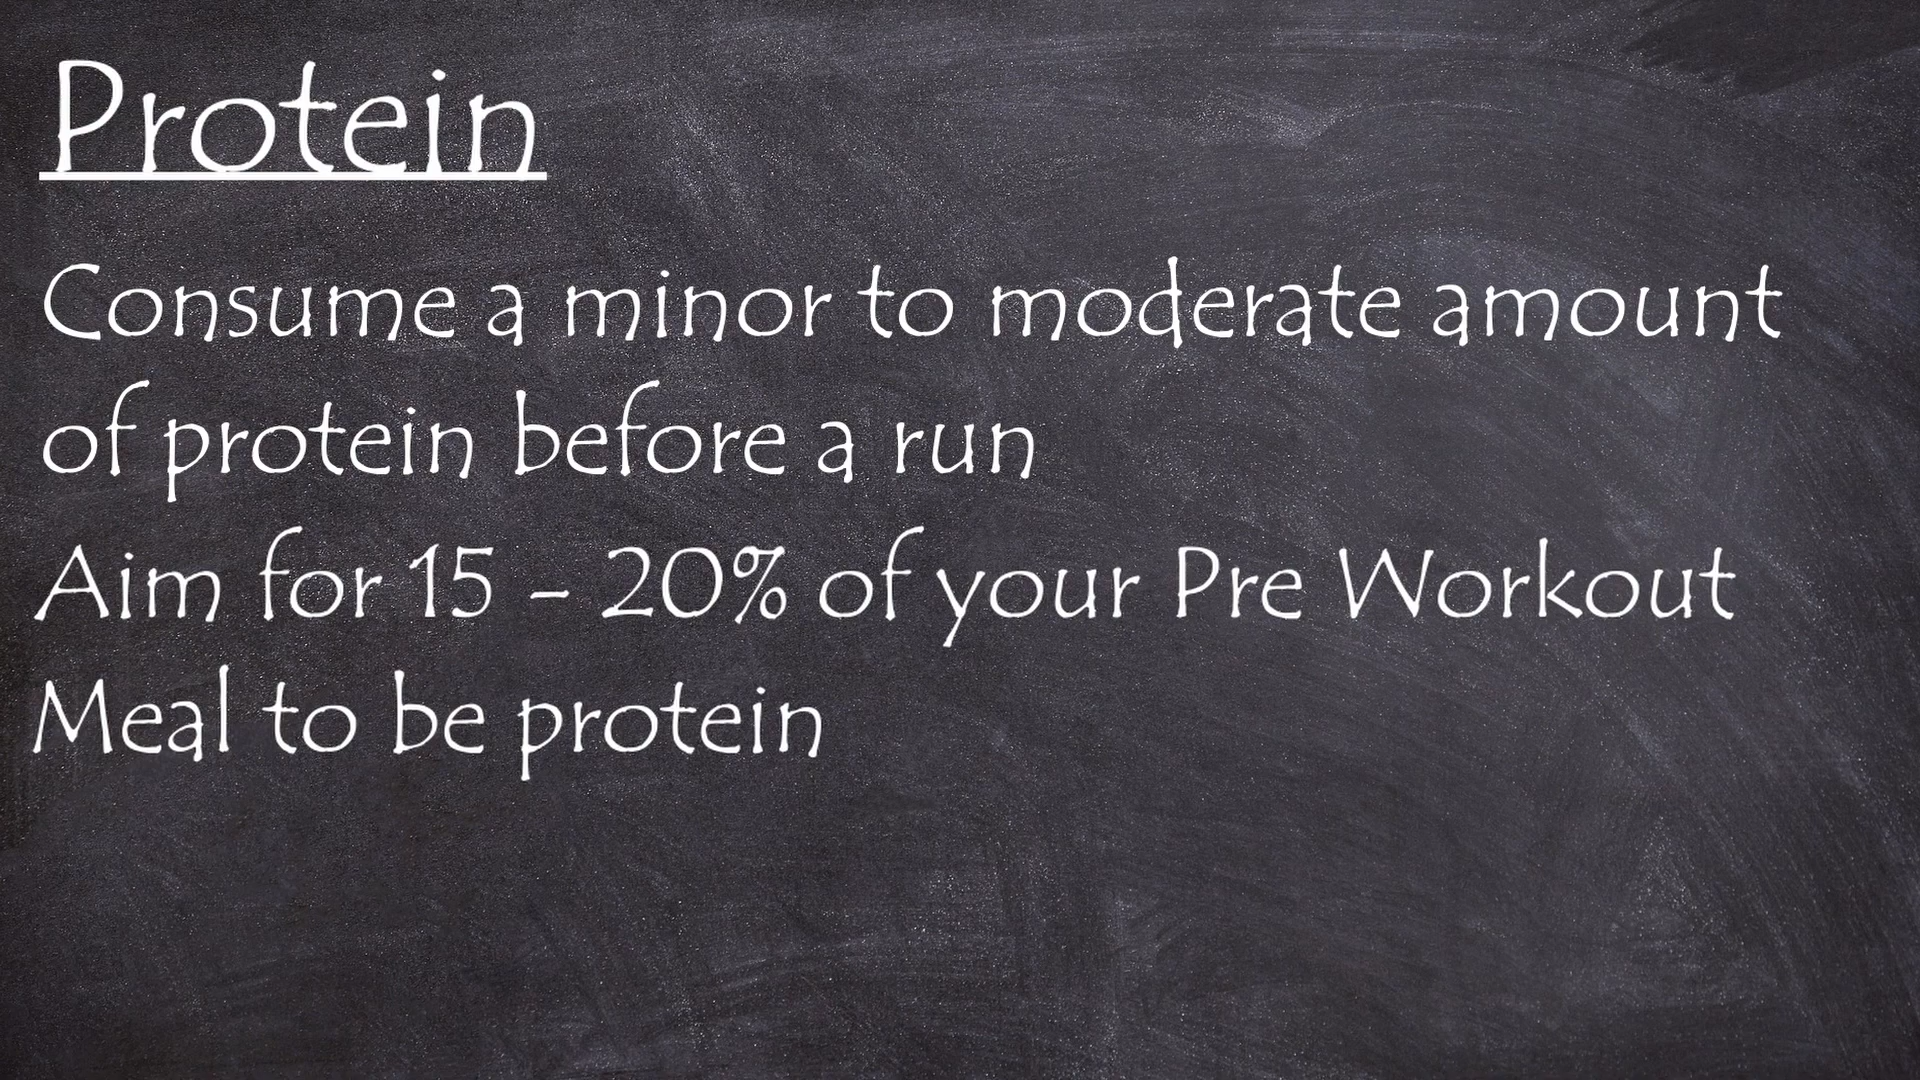 Protein
Consume a minor to moderate amount
of protein before a run
Aim for 15 - 20% of your Pre Workout
Meal to be protein